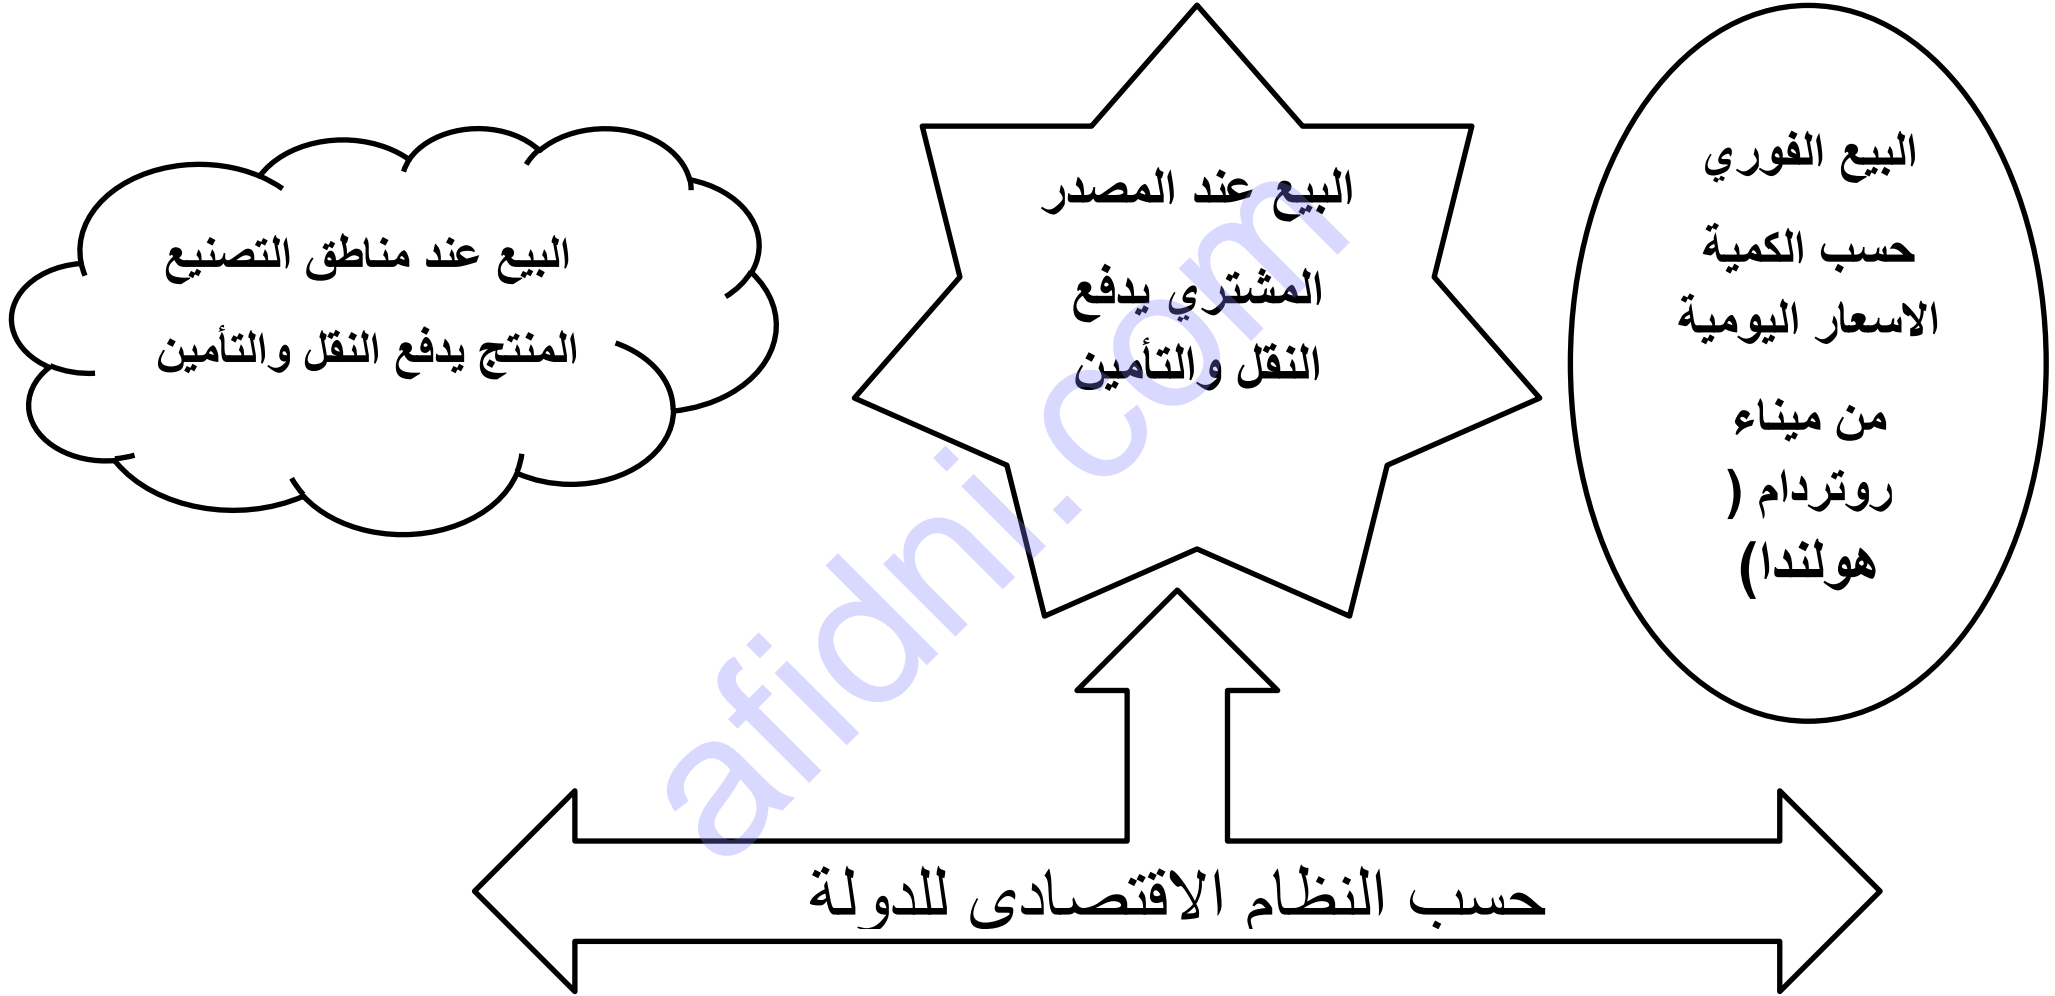 البيع الفوري
حسب الكمية
الاسعار اليومية
من ميناء
روتردام (
هولندا)
البيع عند المصدر
المشتري يدفع
النقل والتأمين
البيع عند مناطق التصنيع
المنتج يدفع النقل والتأمين
حسب النظام الاقتصادى للدولة
afidni.com